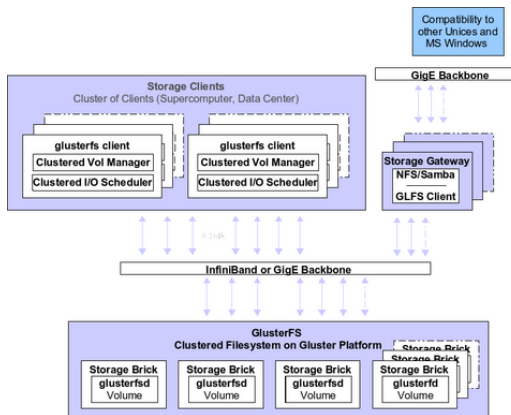 Compatibility to
other Unices and
MS Windows
GigE Backbone
Storage Clients
Cluster of Clients (Supercomputer, Data Center)
glusterfs client
Clustered Vol Manager
Clustered I/O Scheduler
glusterfs client
Clustered Vol Manager
Clustered I/O Scheduler
Storage Gateway
NFS/Samba
GLFS Client
InfiniBand or GigE Backbone
GlusterFS
Clustered Filesystem on Gluster Platform
Storage Brick
Storage Brick
Storage Brick
glusterfsd
Volume
Storage Brick
glusterfsd
Volume
Storage Brick
glusterfsd
Volume
Storage Brick
glusterfd
Volume